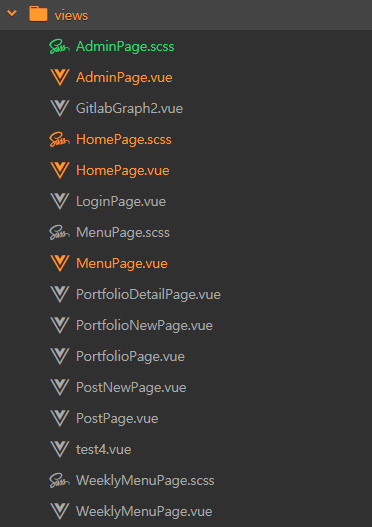 views
AdminPage.scss
AdminPage.vue
GitlabGraph2.vue
HomePage.scss
HomePage.vue
LoginPage.vue
MenuPage.scss
MenuPage.vue
PortfolioDetailPage.vue
PortfolioNewPage.vue
PortfolioPage.vue
PostNewPage.vue
PostPage.vue
test4.vue
WeeklyMenuPage.scss
WeeklyMenuPage.vue